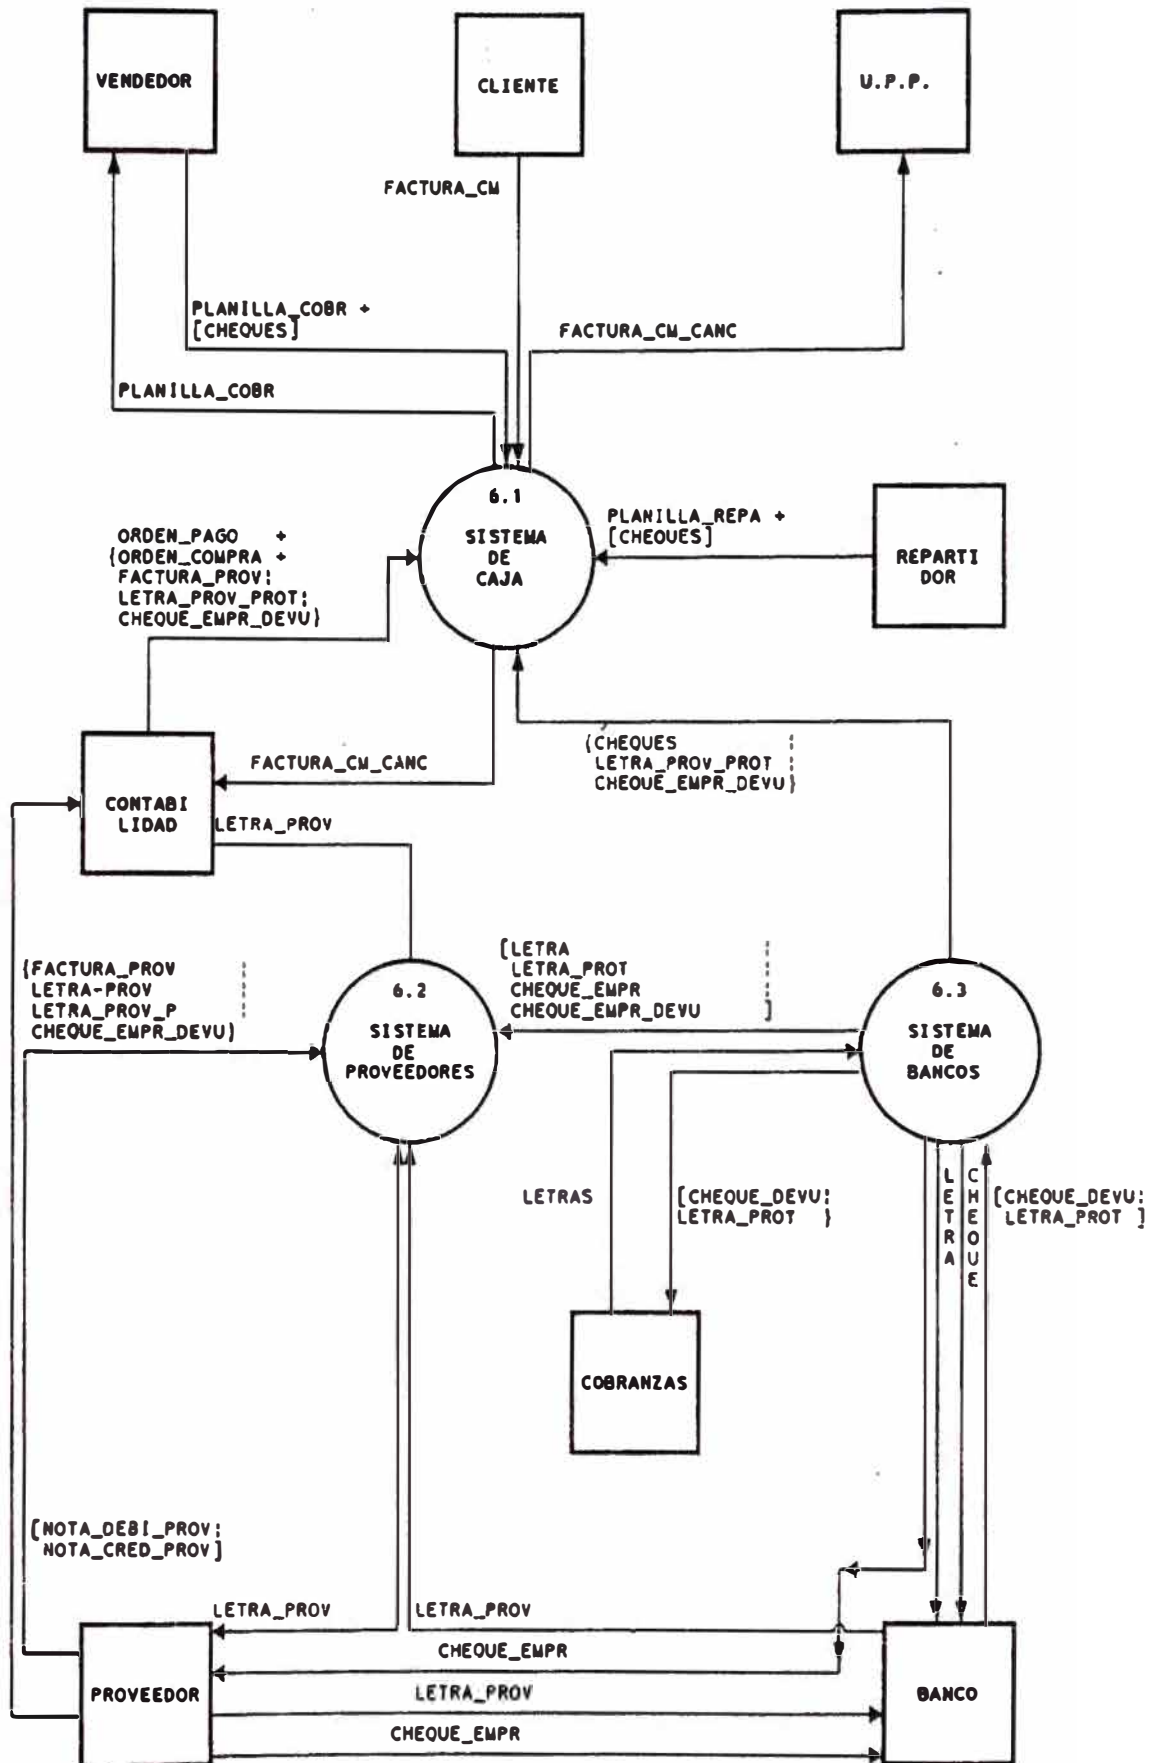 VENDEDOR
CLIENTE
U.P.P.
FACTURA_CM
PLANILLA_COBR +
[CHEQUES]
FACTURA_CM_CANC
PLANILLA_COBR
6.1
SISTEMA
DE
CAJA
PLANILLA_REPA +
[CHEQUES]
REPARTI
DOR
ORDEN_PAGO +
{ORDEN_COMPRA +
FACTURA_PROV¦
LETRA_PROV_PROT¦
CHEQUE_EMPR_DEVU}
{CHEQUES ¦
LETRA_PROV_PROT ¦
CHEQUE_EMPR_DEVU}
FACTURA_CM_CANC
CONTABI
LIDAD
LETRA_PROV
{FACTURA_PROV ¦
LETRA-PROV ¦
LETRA_PROV_P ¦
CHEQUE_EMPR_DEVU}
[LETRA ¦
LETRA_PROT ¦
CHEQUE_EMPR ¦
CHEQUE_EMPR_DEVU ]
6.2
SISTEMA
DE
PROVEEDORES
6.3
SISTEMA
DE
BANCOS
LETRAS
[CHEQUE_DEVU¦
LETRA_PROT }
LETRA
CHEQUE
[CHEQUE_DEVU¦
LETRA_PROT ]
COBRANZAS
[NOTA_DEBI_PROV¦
NOTA_CRED_PROV]
LETRA_PROV
LETRA_PROV
CHEQUE_EMPR
PROVEEDOR
LETRA_PROV
BANCO
CHEQUE_EMPR